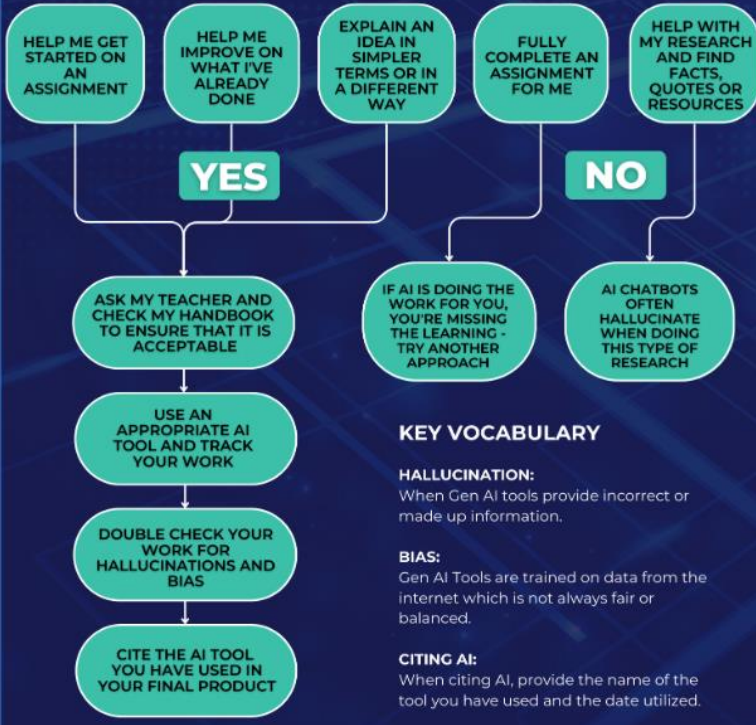 HELP ME GET
STARTED ON
AN
ASSIGNMENT
HELP ME
IMPROVE ON
WHAT I'VE
ALREADY
DONE
EXPLAIN AN
IDEA IN
SIMPLER
TERMS OR IN
A DIFFERENT
WAY
FULLY
COMPLETE AN
ASSIGNMENT
FOR ME
HELP WITH
MY RESEARCH
AND FIND
FACTS,
QUOTES OR
RESOURCES
YES
NO
ASK MY TEACHER AND
CHECK MY HANDBOOK
TO ENSURE THAT IT IS
ACCEPTABLE
USE AN
APPROPRIATE AI
TOOL AND TRACK
YOUR WORK
DOUBLE CHECK YOUR
WORK FOR
HALLUCINATIONS AND
BIAS
CITE THE AI TOOL
YOU HAVE USED IN
YOUR FINAL PRODUCT
IF AI IS DOING THE
WORK FOR YOU,
YOU'RE MISSING
THE LEARNING -
TRY ANOTHER
APPROACH
AI CHATBOTS
OFTEN
HALLUCINATE
WHEN DOING
THIS TYPE OF
RESEARCH
KEY VOCABULARY
HALLUCINATION:
When Gen AI tools provide incorrect or
made up information.
BIAS:
Gen AI Tools are trained on data from the
internet which is not always fair or
balanced.
CITING AI:
When citing AI, provide the name of the
tool you have used and the date utilized.